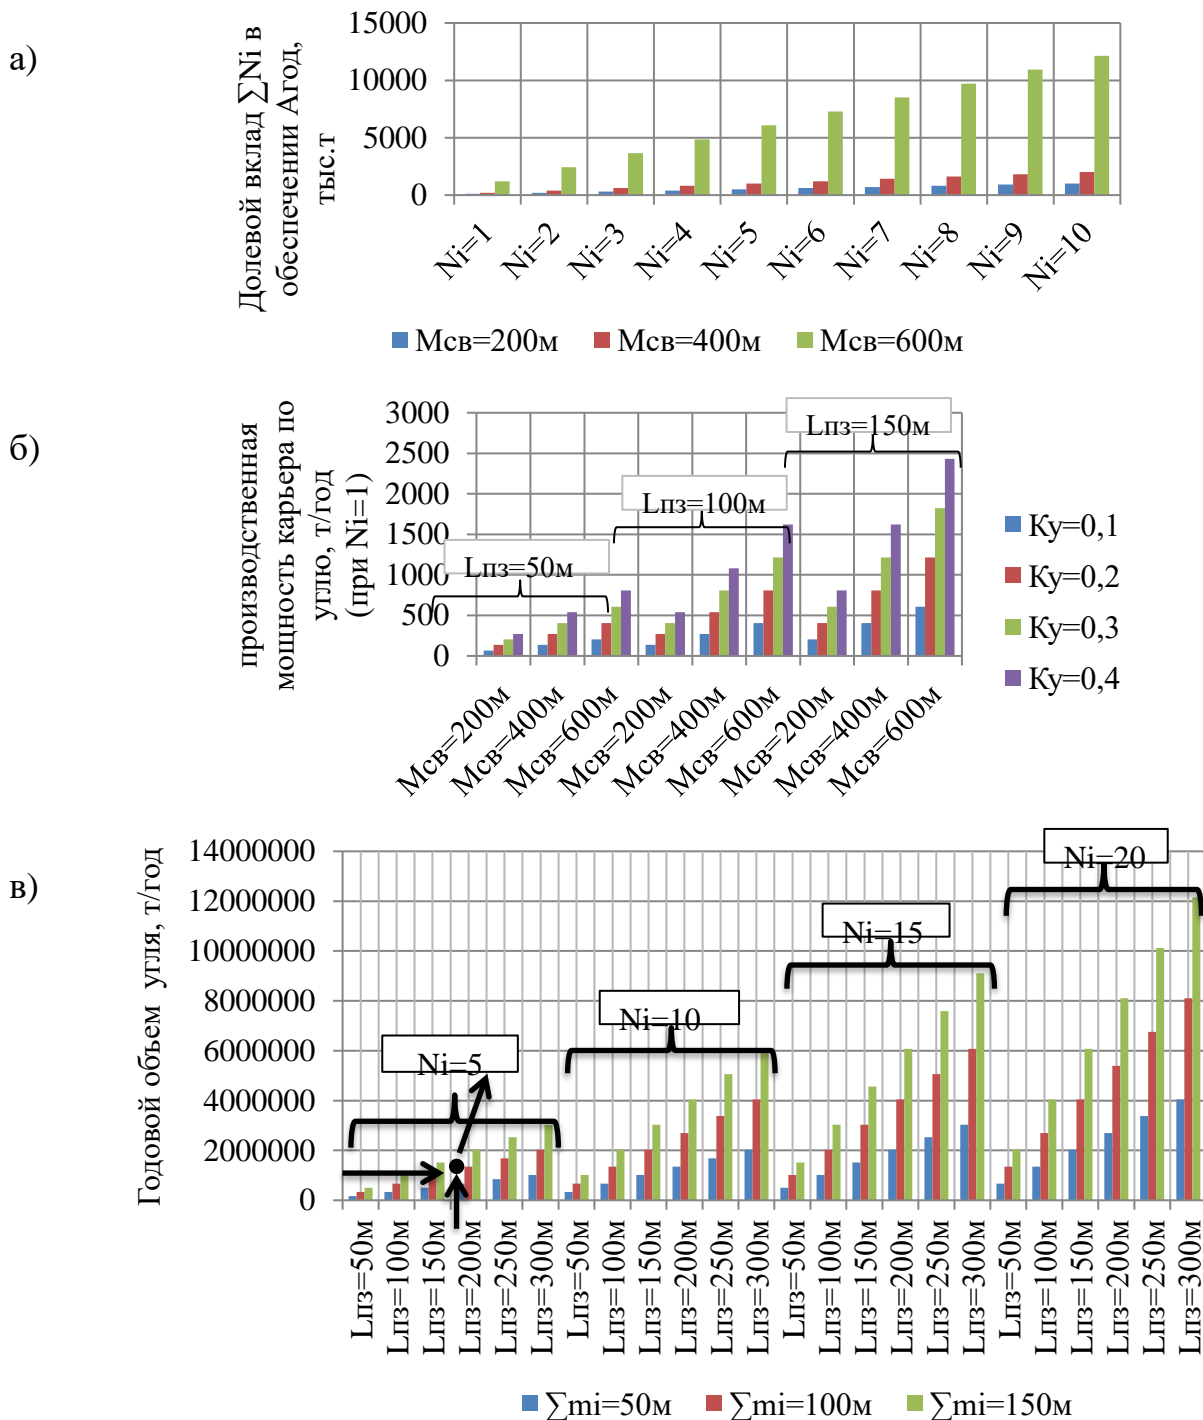 а)
Долевой вклад ∑Ni в
обеспечении Агод,
тыс.т
15000
10000
5000
0
Ni=1
Ni=2
Ni=3
Ni=4
Ni=5
Ni=6
Ni=7
Ni=8
Ni=9
Ni=10
Мсв=200м
Мсв=400м
Мсв=600м
б)
производственная
мощность карьера по
углю, т/год
(при Ni=1)
3000
2500
2000
1500
1000
500
0
Lпз=50м
Lпз=100м
Lпз=150м
Мсв=200м
Мсв=400м
Мсв=600м
Мсв=200м
Мсв=400м
Мсв=600м
Мсв=200м
Мсв=400м
Мсв=600м
Ку=0,1
Ку=0,2
Ку=0,3
Ку=0,4
в)
Годовой объем угля, т/год
14000000
12000000
10000000
8000000
6000000
4000000
2000000
0
Ni=5
Ni=10
Ni=15
Ni=20
Lпз=50м
Lпз=100м
Lпз=150м
Lпз=200м
Lпз=250м
Lпз=300м
Lпз=50м
Lпз=100м
Lпз=150м
Lпз=200м
Lпз=250м
Lпз=300м
Lпз=50м
Lпз=100м
Lпз=150м
Lпз=200м
Lпз=250м
Lпз=300м
Lпз=50м
Lпз=100м
Lпз=150м
Lпз=200м
Lпз=250м
Lпз=300м
∑mi=50м
∑mi=100м
∑mi=150м